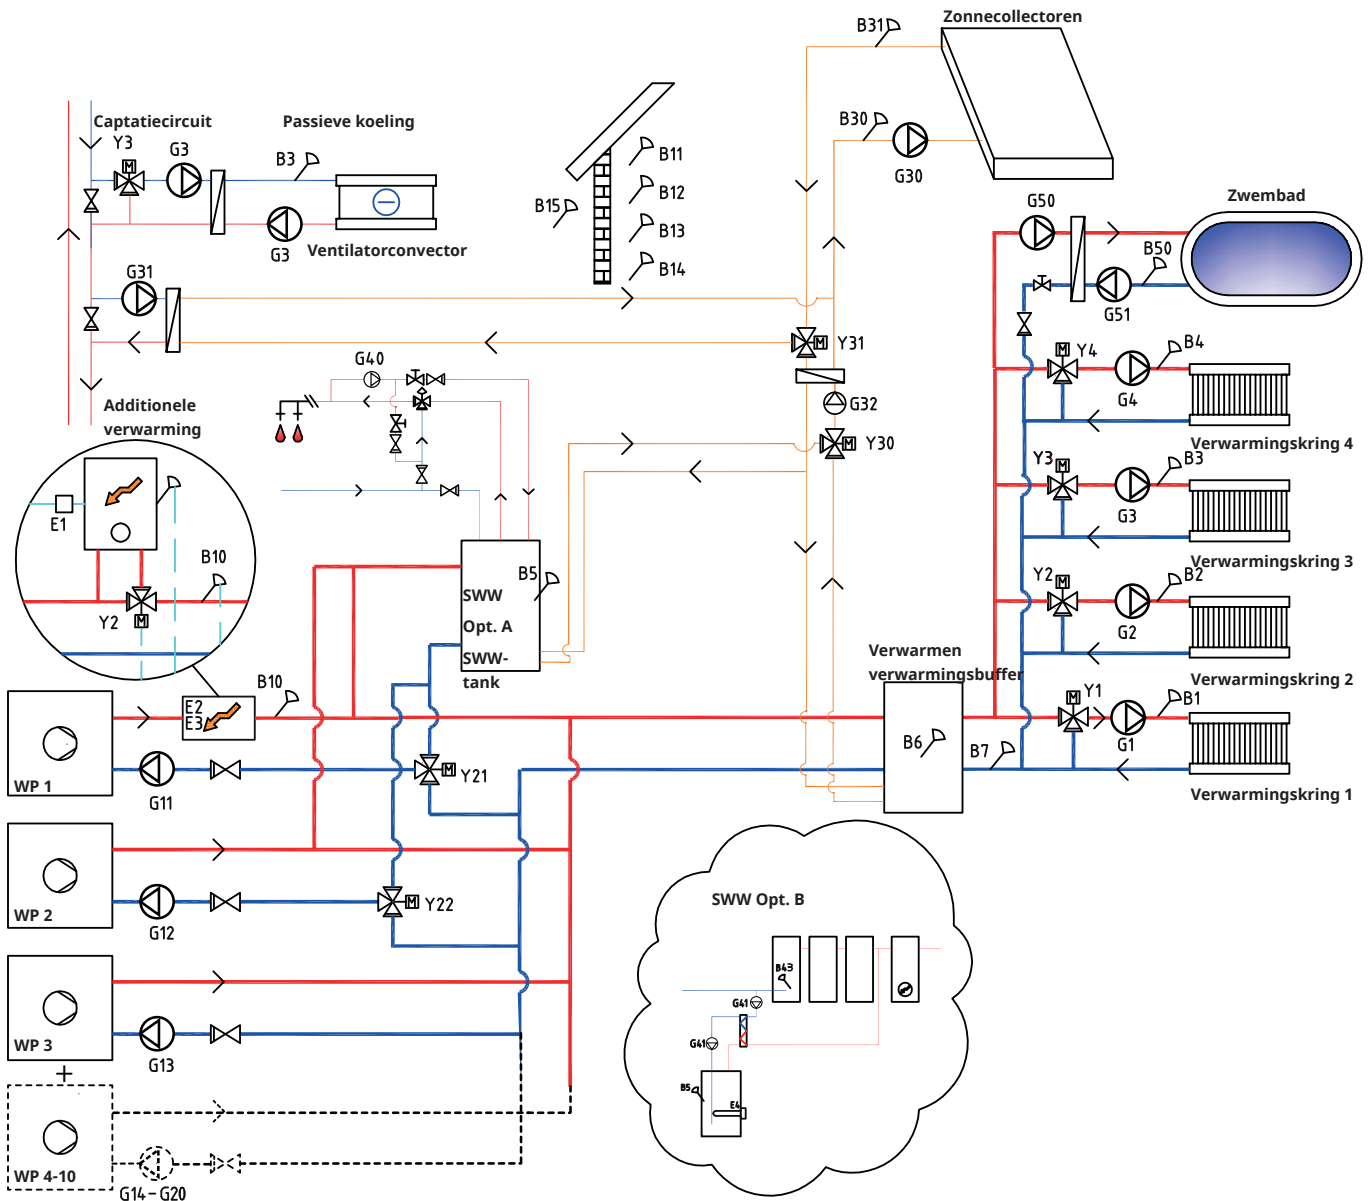 B31
Zonnecollectoren
B30
G30
Captatiecircuit
Passieve koeling
Y3
G3
B3
G3
Ventilatorconvector
B11
B12
B15
B13
B14
G50
Zwembad
B50
G51
G31
Y31
G40
G32
Y30
Additionele
verwarming
E1
B10
Y2
B5
SWW
Opt. A
SWW-
tank
Y4
B4
G4
Verwarmingskring 4
Y3
B3
G3
Verwarmingskring 3
Y2
B2
G2
Verwarmingskring 2
Verwarmen
verwarmingsbuffer
Y1
B1
G1
Verwarmingskring 1
B6
B7
E2
E3
B10
WP 1
G11
Y21
WP 2
G12
Y22
WP 3
G13
+
WP 4-10
G14-G20
SWW Opt. B
B43
G41
G41
B5
E4
M
M
M
M
M
M
M
M
M
M